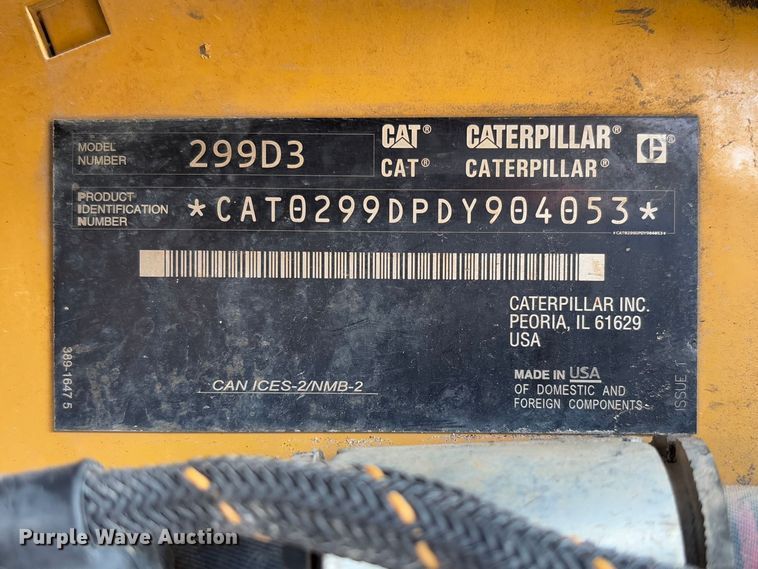 MODEL NUMBER 299D3
CAT® CATERPILLAR® C®
CAT® CATERPILLAR®
PRODUCT IDENTIFICATION NUMBER *CAT0299DPDY904053*
*CAT0299DPDY904053*
CATERPILLAR INC.
PEORIA, IL 61629
USA
389-1647 5
CAN ICES-2/NMB-2
MADE IN USA
OF DOMESTIC AND
FOREIGN COMPONENTS
ISSUE 1
Purple Wave Auction